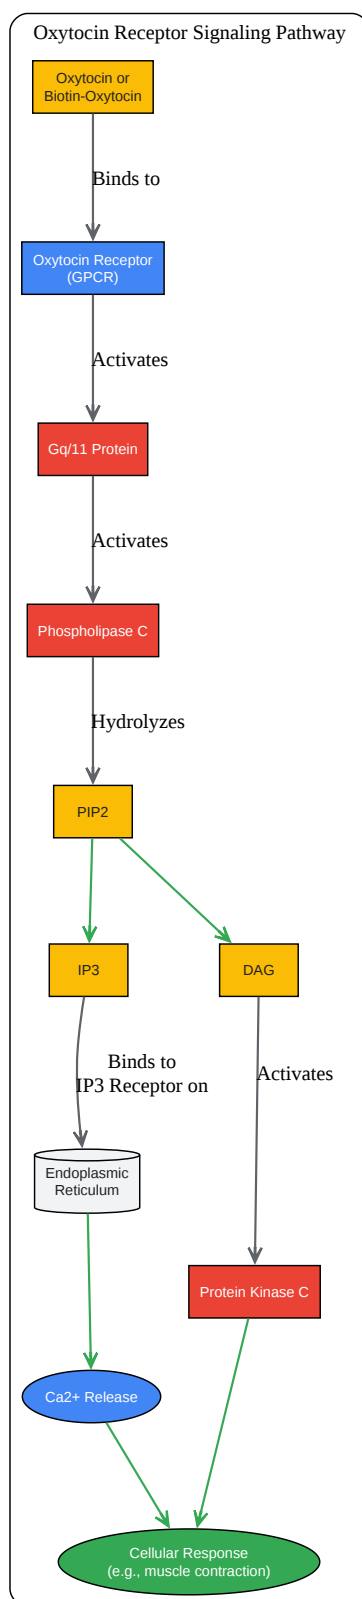 Oxytocin Receptor Signaling Pathway
Oxytocin or
Biotin-Oxytocin
Binds to
Oxytocin Receptor
(GPCR)
Activates
Gq/11 Protein
Activates
Phospholipase C
Hydrolyzes
PIP2
IP3
DAG
Binds to
IP3 Receptor on
Activates
Endoplasmic
Reticulum
Protein Kinase C
Ca2+ Release
Cellular Response
(e.g., muscle contraction)